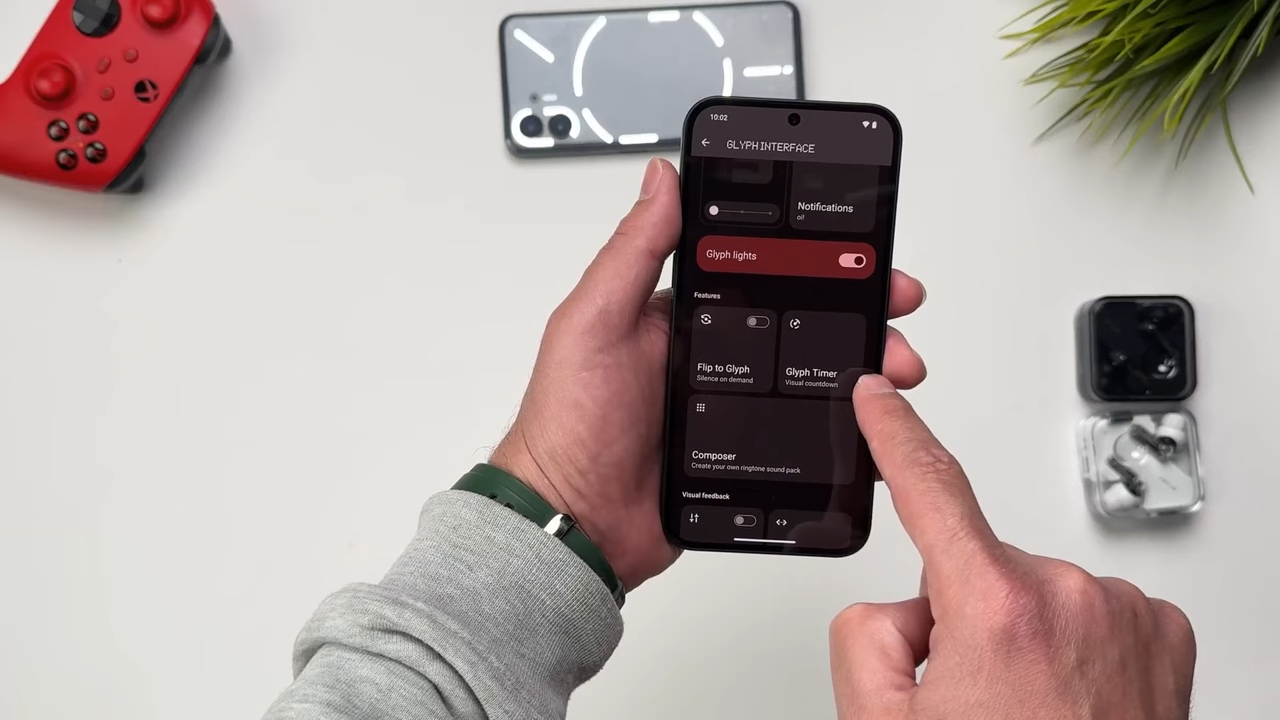 10:02
GLYPH INTERFACE
Notifications
oi!
Glyph lights
Features
Flip to Glyph
Silence on demand
Glyph Timer
Visual countdown
Composer
Create your own ringtone sound pack
Visual feedback